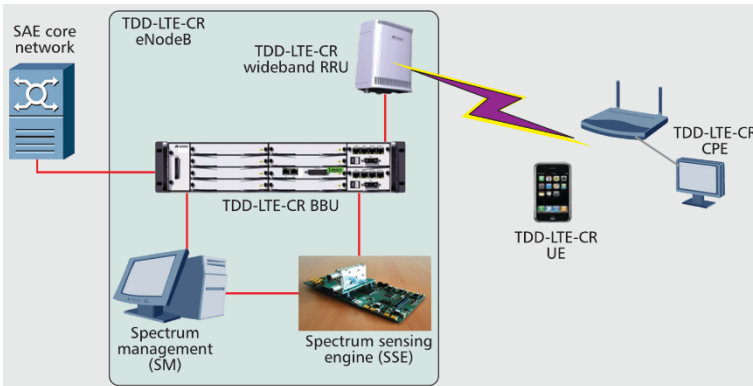 TDD-LTE-CR
eNodeB
SAE core
network
TDD-LTE-CR
wideband RRU
TDD-LTE-CR
CPE
TDD-LTE-CR BBU
TDD-LTE-CR
UE
Spectrum
management
(SM)
Spectrum sensing
engine (SSE)